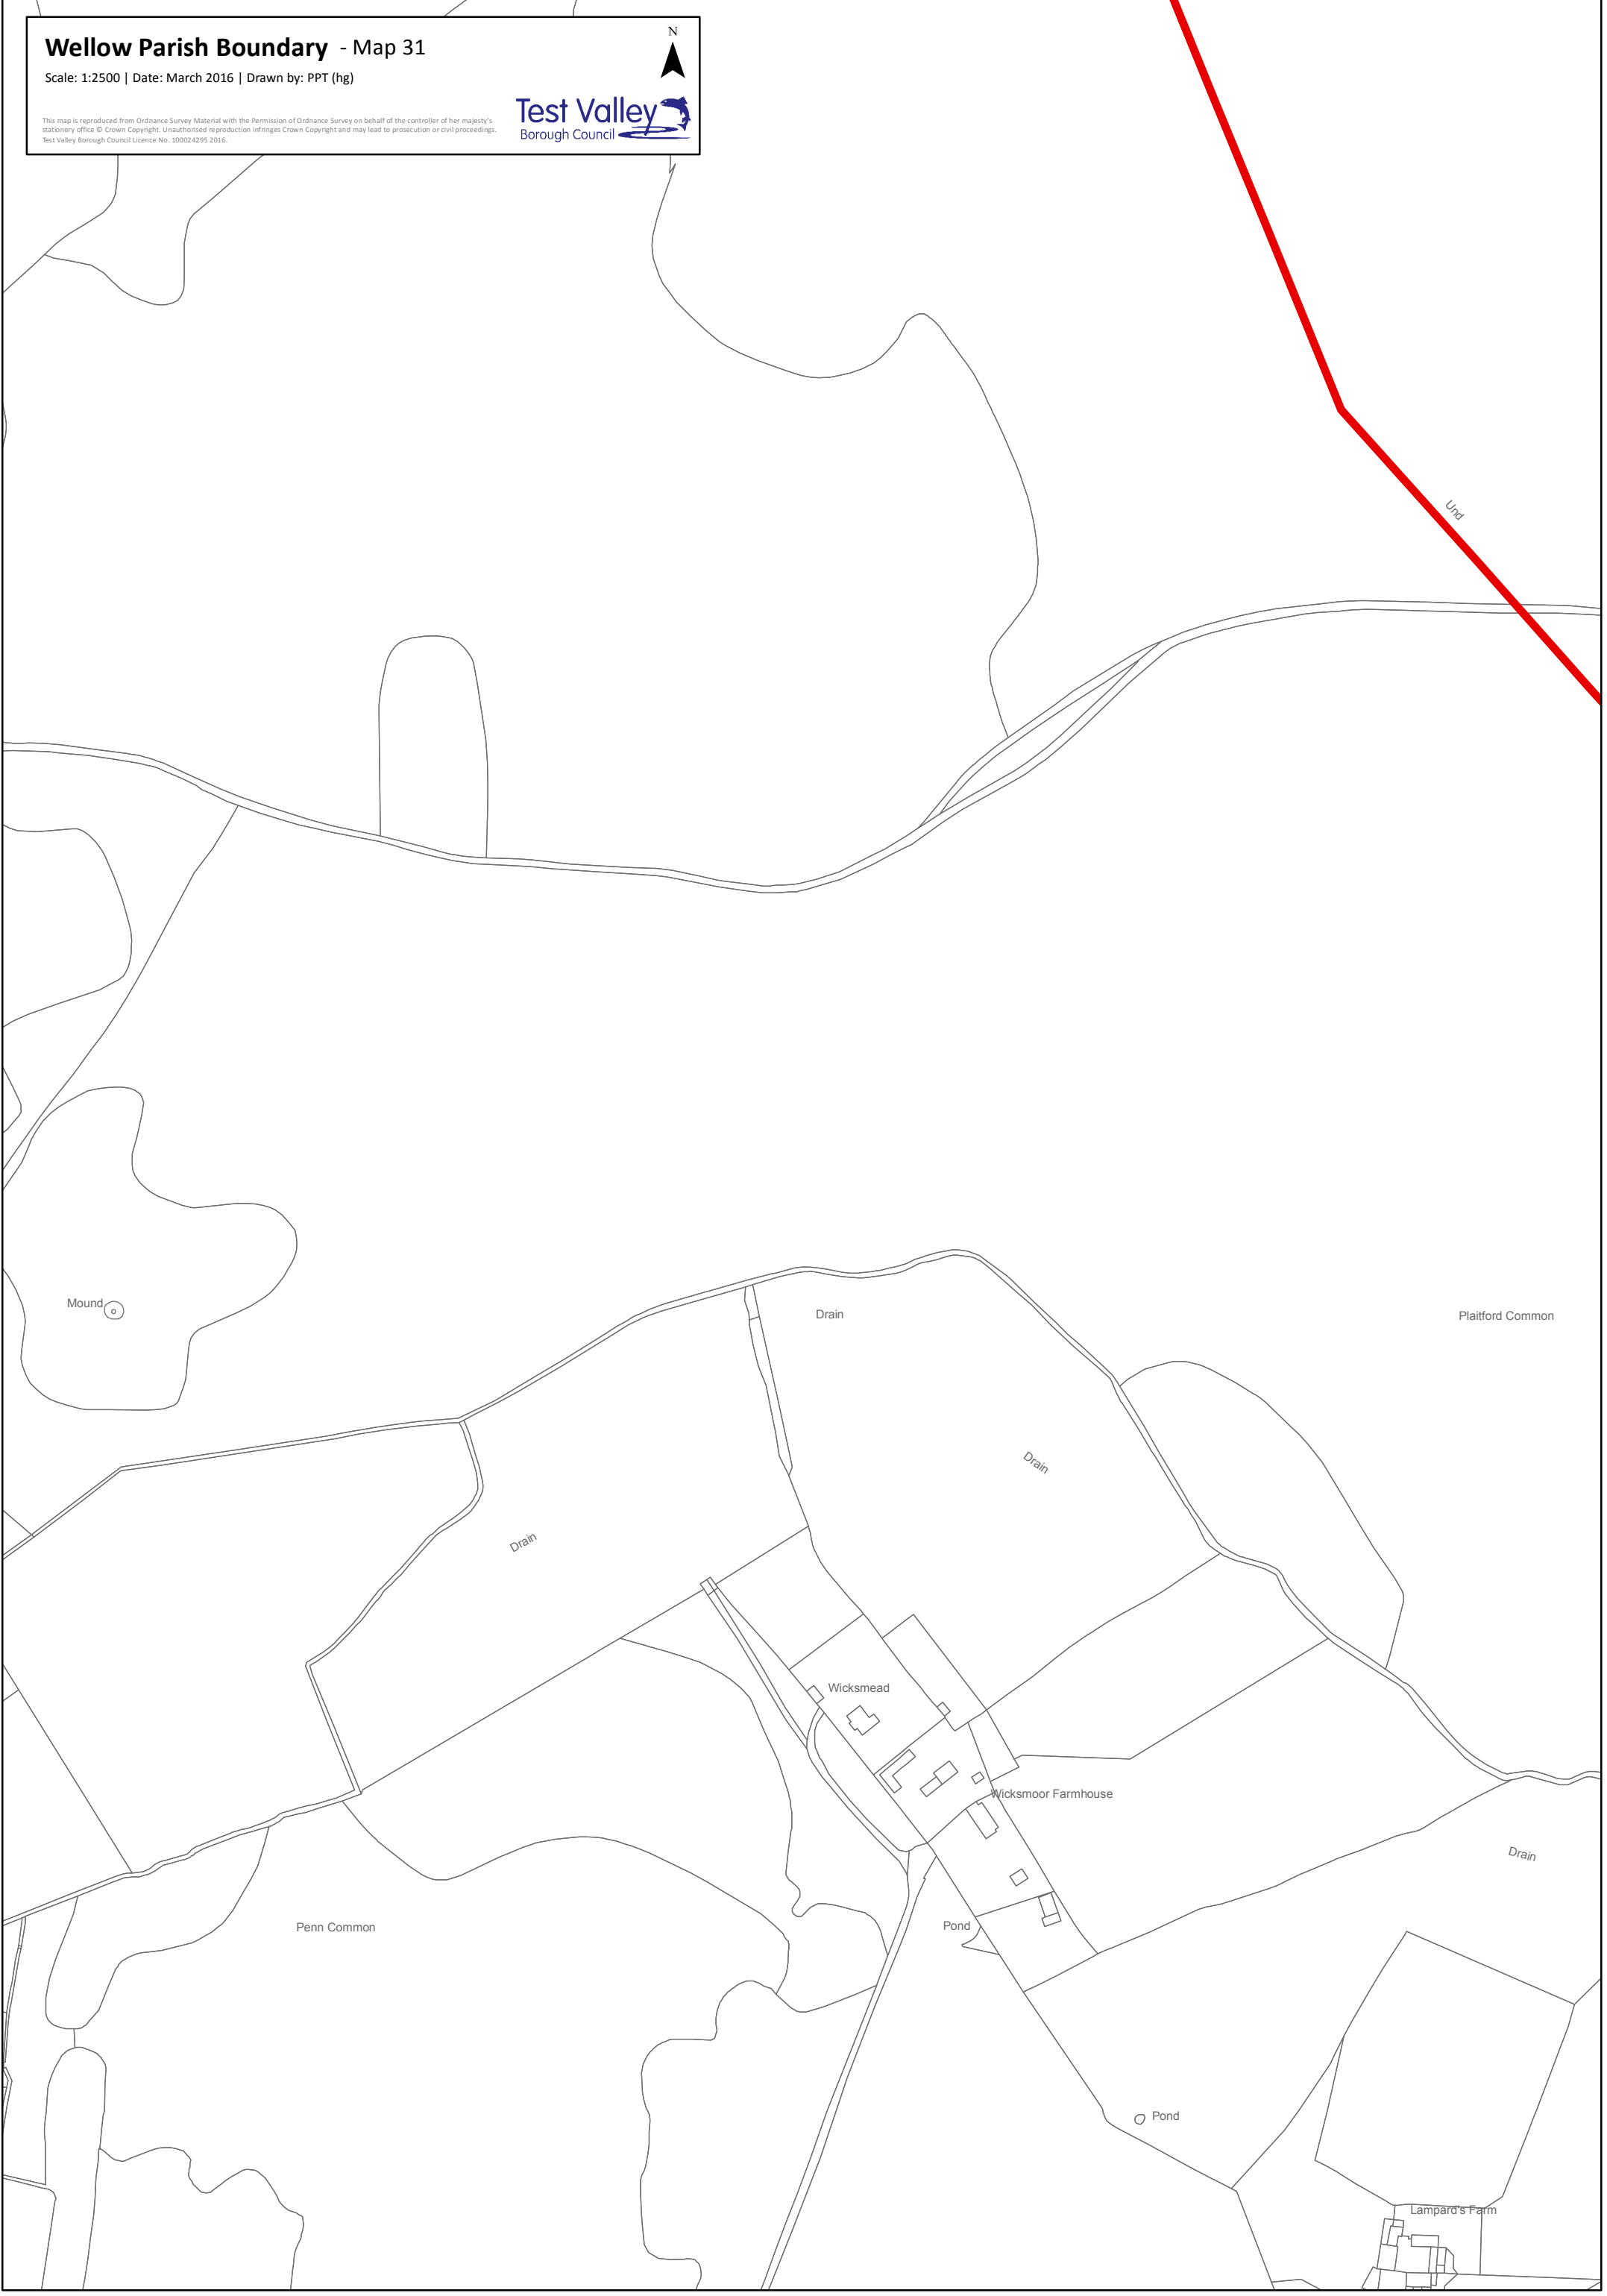 Wellow Parish Boundary - Map 31
N
Scale: 1:2500 | Date: March 2016 | Drawn by: PPT (hg)
This map is reproduced from Ordnance Survey Material with the Permission of Ordnance Survey on behalf of the controller of her majesty's
stationery office © Crown Copyright. Unauthorised reproduction infringes Crown Copyright and may lead to prosecution or civil proceedings.
Test Valley Borough Council Licence No. 100024295 2016.
Test Valley
Borough Council
Und
Mound
Drain
Plaitford Common
Drain
Drain
Wicksmead
Wicksmoor Farmhouse
Drain
Penn Common
Pond
Pond
Lampard's Farm